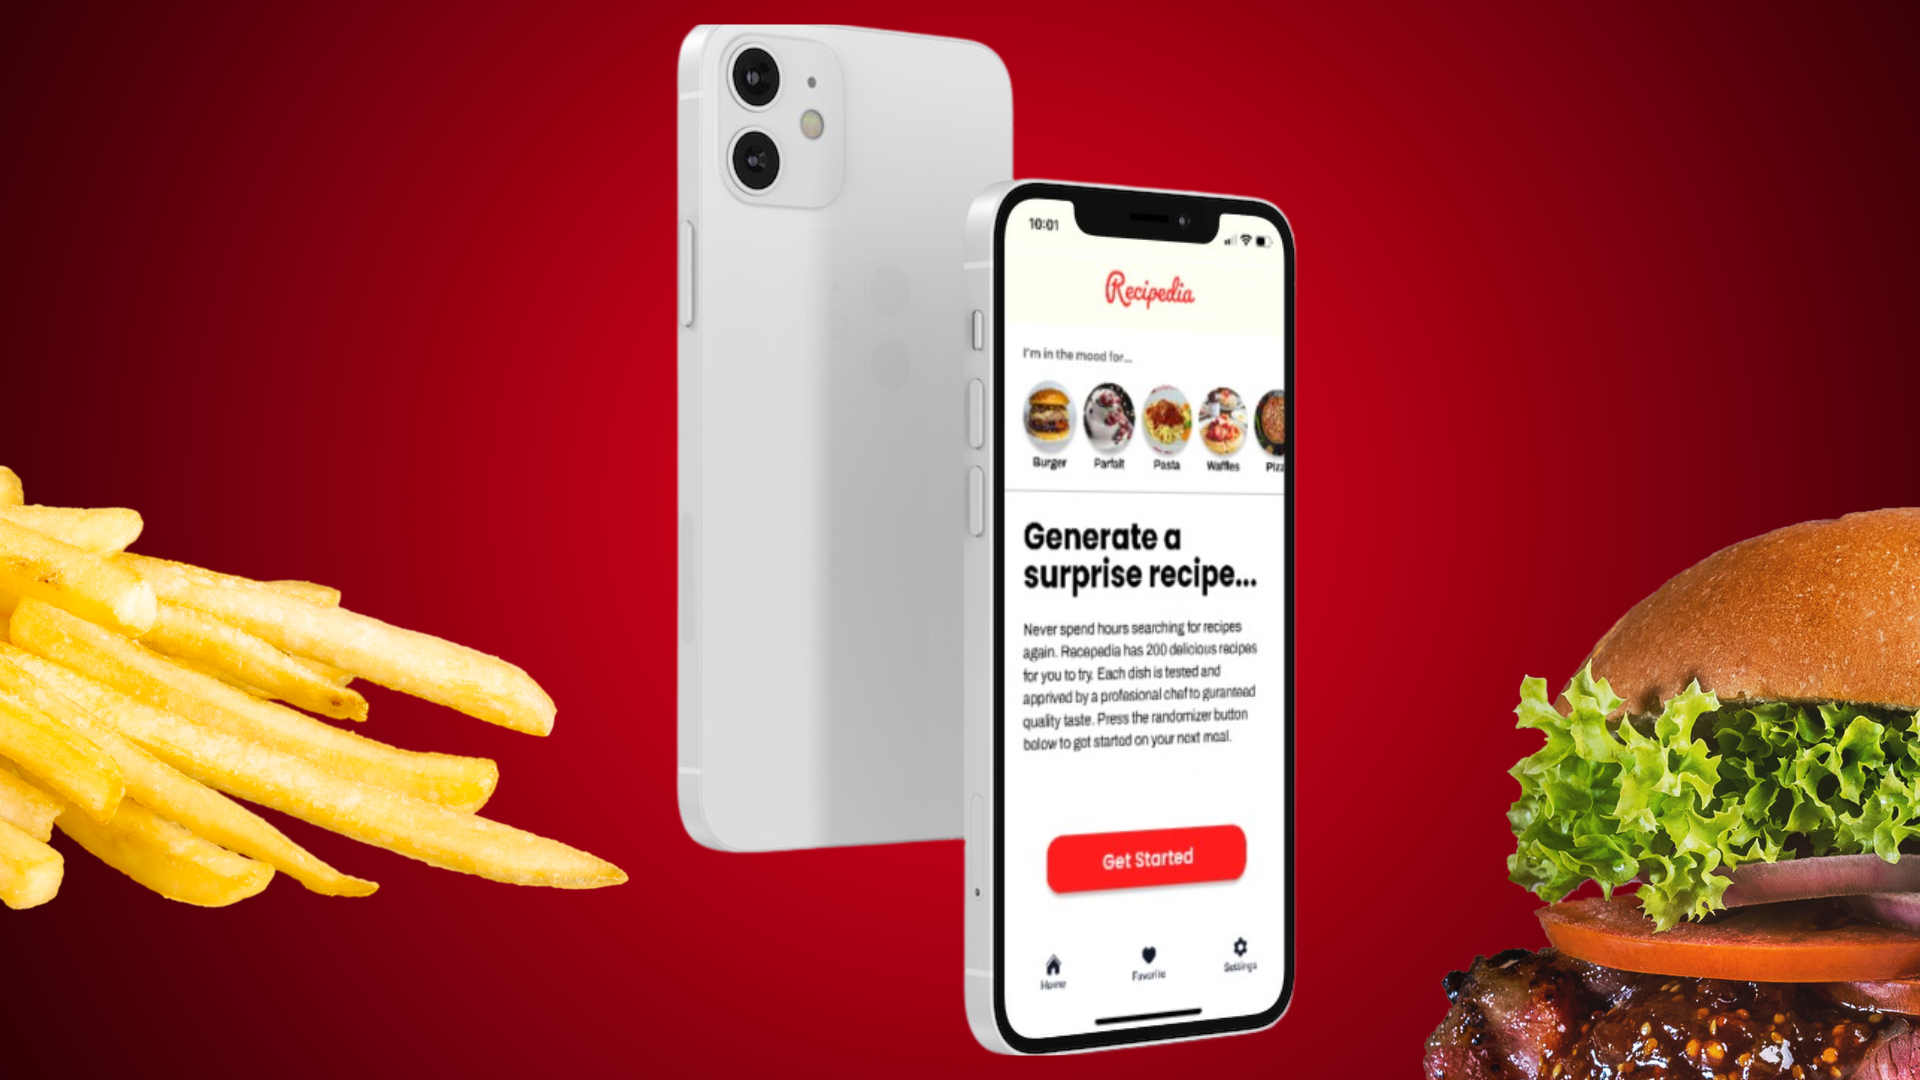 10:01
Recipedia
I'm in the mood for...
Burger Parfait Pasta Waffles Pizz
Generate a
surprise recipe...
Never spend hours searching for recipes
again. Recepedia has 200 delicious recipes
for you to try. Each dish is tested and
apprived by a profesional chef to guranteed
quality taste. Press the randomizer button
below to get started on your next meal.
Get Started
Home Favorite Settings